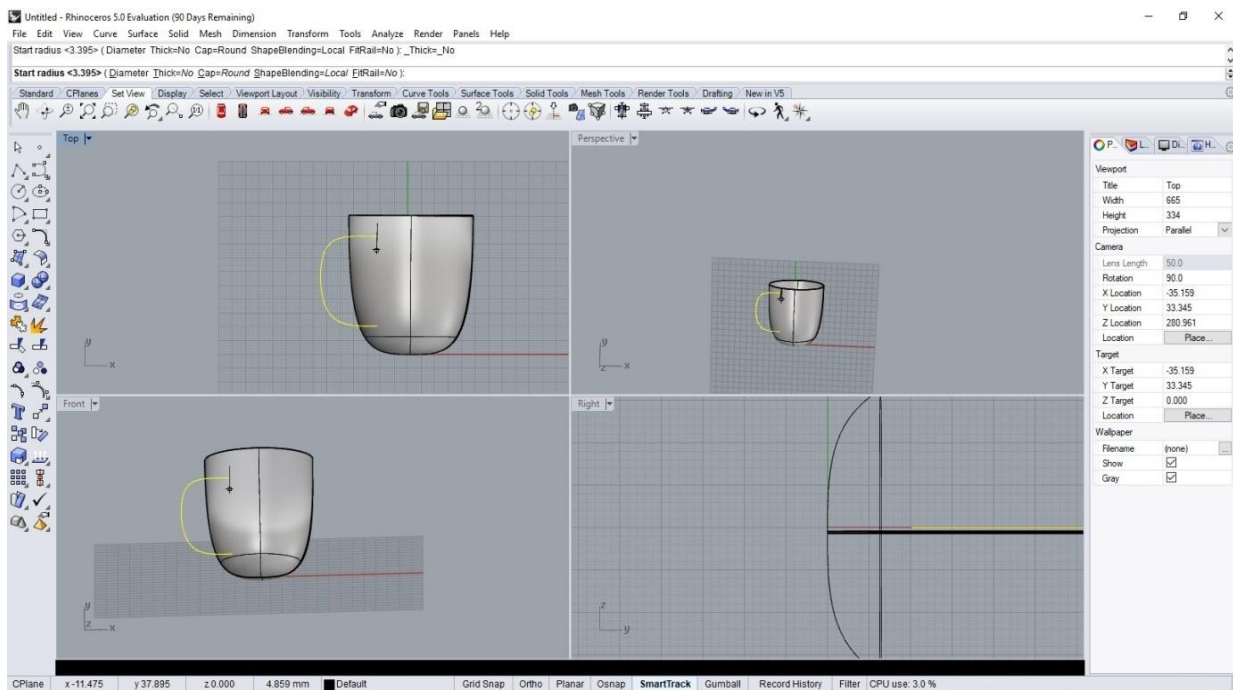 Untitled - Rhinoceros 5.0 Evaluation (90 Days Remaining)
File Edit View Curve Surface Solid Mesh Dimension Transform Tools Analyze Render Panels Help
Start radius <3.395> ( Diameter Thick=No Cap=Round ShapeBlending=Local FitRail=No ): _Thick=_No
Start radius <3.395> ( Diameter Thick=No Cap=Round ShapeBlending=Local FitRail=No ):
Standard CPlanes Set View Display Select Viewport Layout Visibility Transform Curve Tools Surface Tools Solid Tools Mesh Tools Render Tools Drafting New in V5
Top
Perspective
y
x
y
z x
Front
Right
y
z x
z
y
P... L... Di... H...
Viewport
Title Top
Width 665
Height 334
Projection Parallel
Camera
Lens Length 50.0
Rotation 90.0
X Location -35.159
Y Location 33.345
Z Location 280.961
Location Place...
Target
X Target -35.159
Y Target 33.345
Z Target 0.000
Location Place...
Wallpaper
Filename (none) ...
Show
Gray
CPlane x -11.475 y 37.895 z 0.000 4.859 mm Default Grid Snap Ortho Planar Osnap SmartTrack Gumball Record History Filter CPU use: 3.0 %